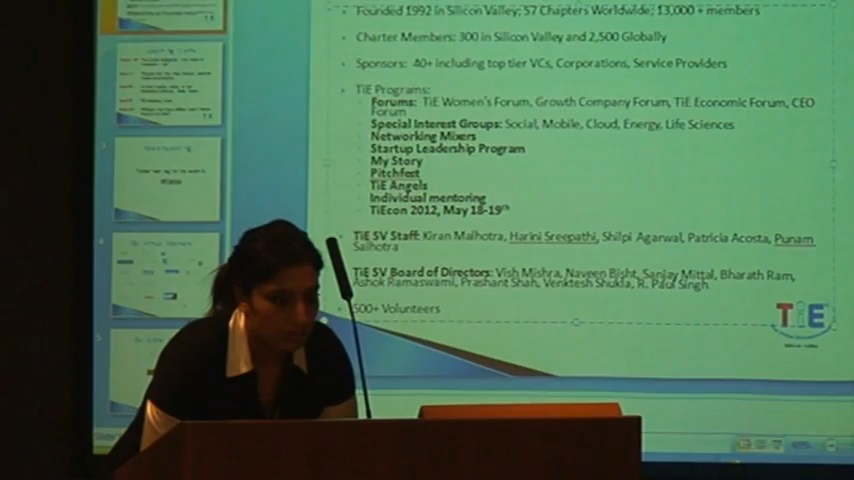 Founded 1992 in Silicon Valley; 57 Chapters Worldwide; 13,000 + members
Charter Members: 300 in Silicon Valley and 2,500 Globally
Sponsors: 40+ including top tier VCs, Corporations, Service Providers
TiE Programs:
Forums: TiE Women's Forum, Growth Company Forum, TiE Economic Forum, CEO
Forum
Special Interest Groups: Social, Mobile, Cloud, Energy, Life Sciences
Networking Mixers
Startup Leadership Program
My Story
Pitchfest
TiE Angels
Individual mentoring
TiEcon 2012, May 18-19th
TiE SV Staff: Kiran Malhotra, Harini Sreepathi, Shilpi Agarwal, Patricia Acosta, Punam
Salhotra
TiE SV Board of Directors: Vish Mishra, Naveen Bisht, Sanjay Mittal, Bharath Ram,
Ashok Ramaswami, Prashant Shah, Venktesh Shukla, R. Paul Singh
500+ Volunteers
TiE
Silicon Valley